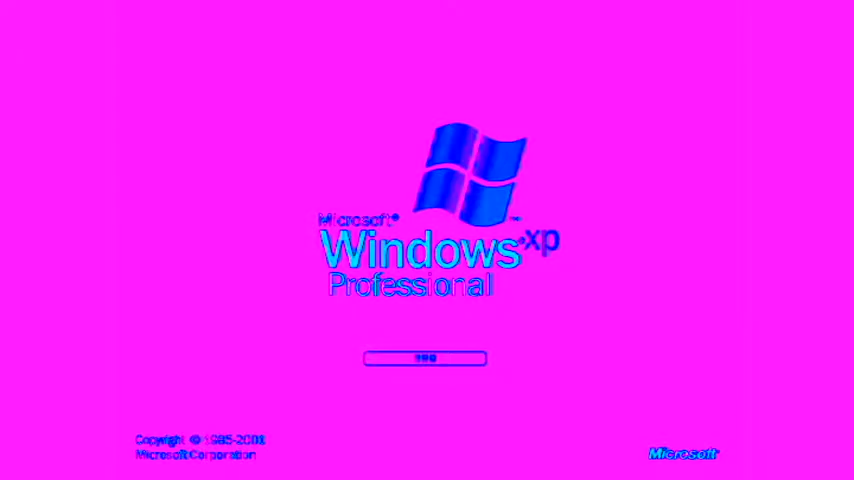 Microsoft®
Windows® xp
Professional
Copyright © 1985-2001
Microsoft Corporation
Microsoft®